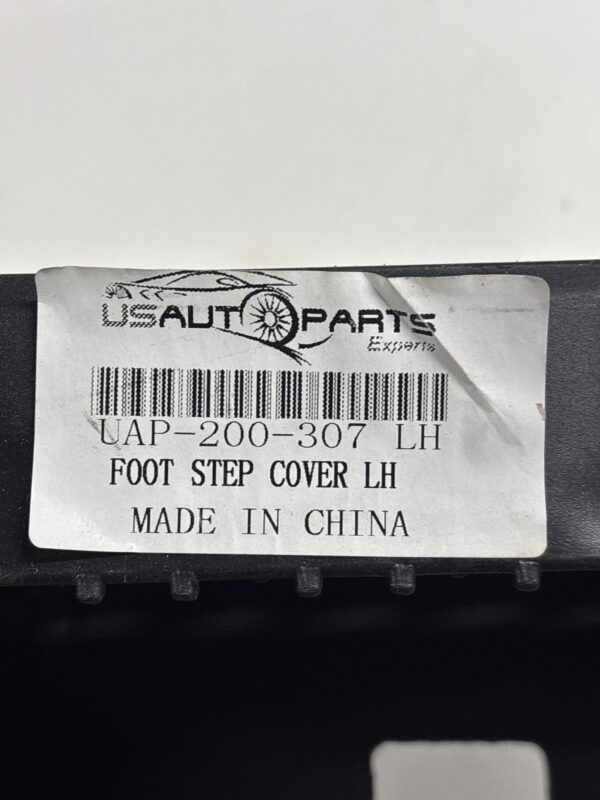 USAUTOPARTS
Experts
UAP-200-307 LH
FOOT STEP COVER LH
MADE IN CHINA